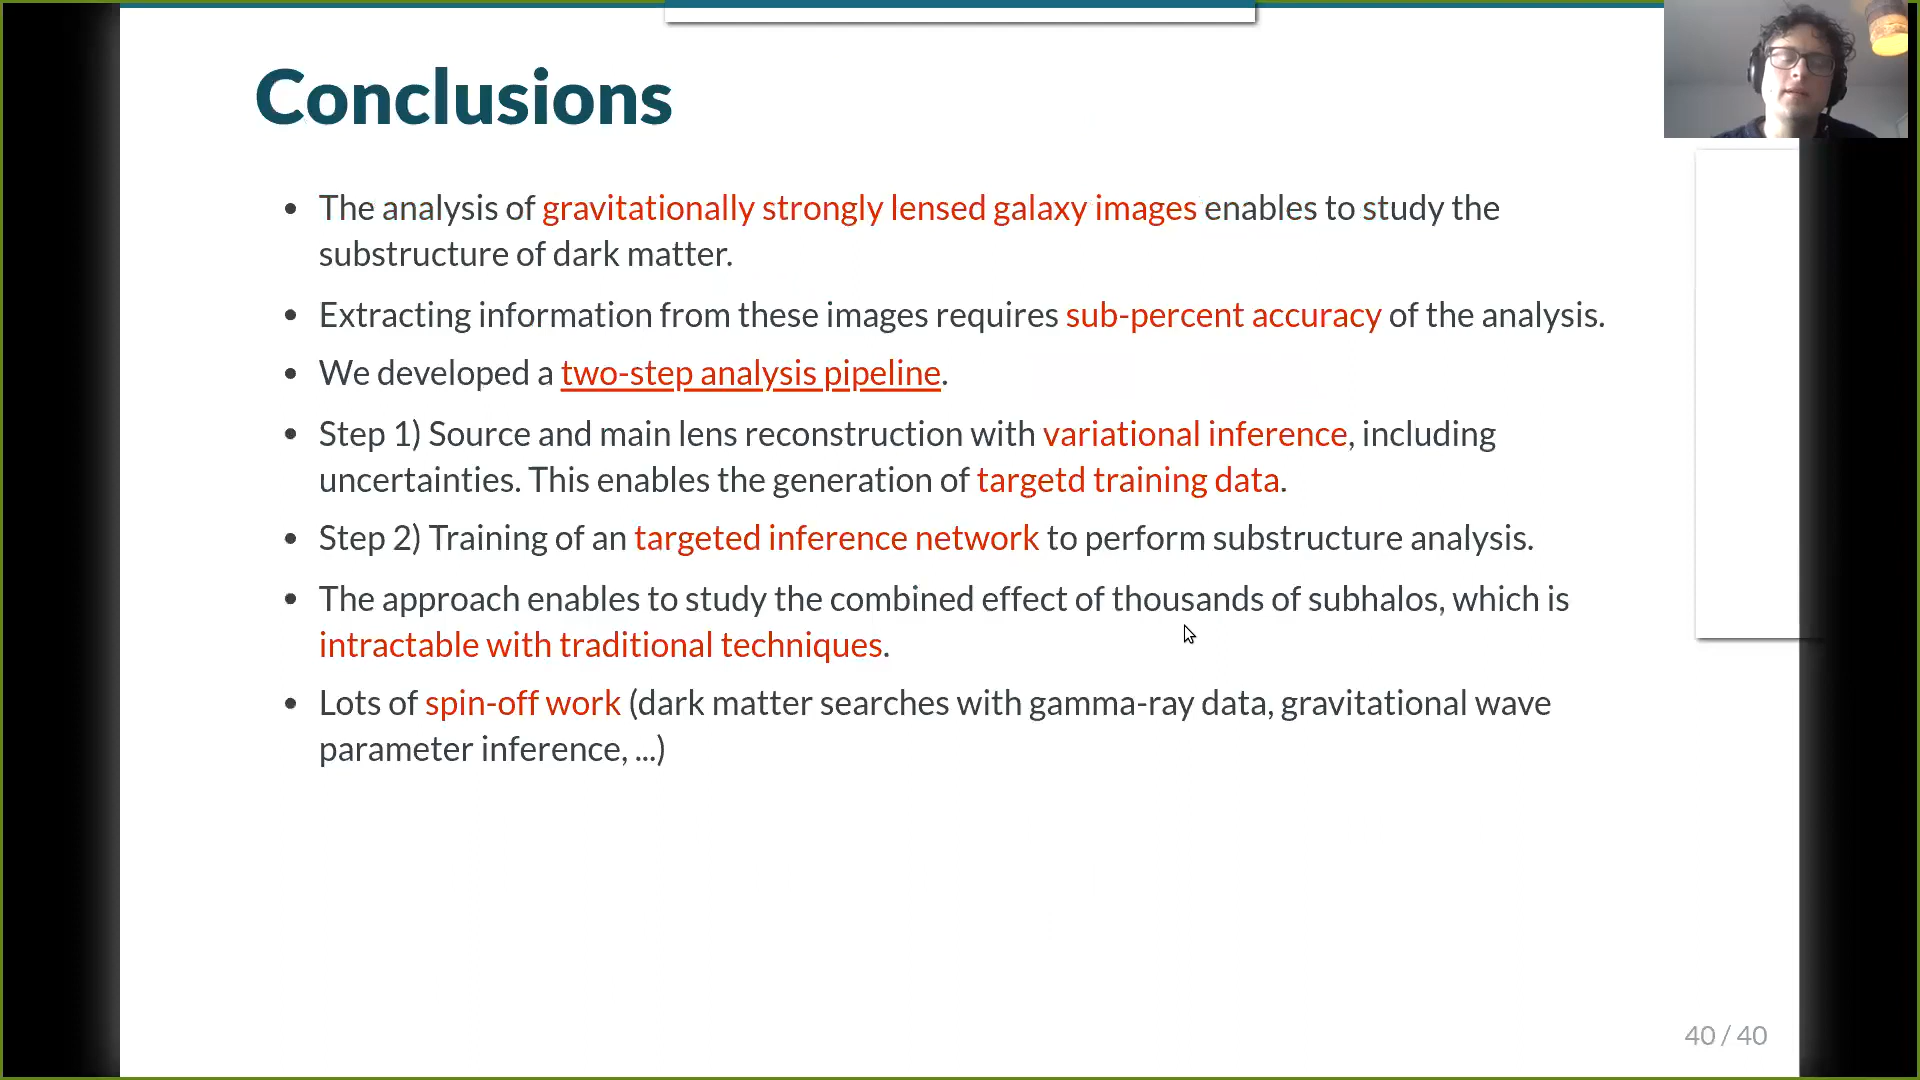 Conclusions
• The analysis of gravitationally strongly lensed galaxy images enables to study the
substructure of dark matter.
• Extracting information from these images requires sub-percent accuracy of the analysis.
• We developed a two-step analysis pipeline.
• Step 1) Source and main lens reconstruction with variational inference, including
uncertainties. This enables the generation of targetd training data.
• Step 2) Training of an targeted inference network to perform substructure analysis.
• The approach enables to study the combined effect of thousands of subhalos, which is
intractable with traditional techniques.
• Lots of spin-off work (dark matter searches with gamma-ray data, gravitational wave
parameter inference, ...)
40 / 40